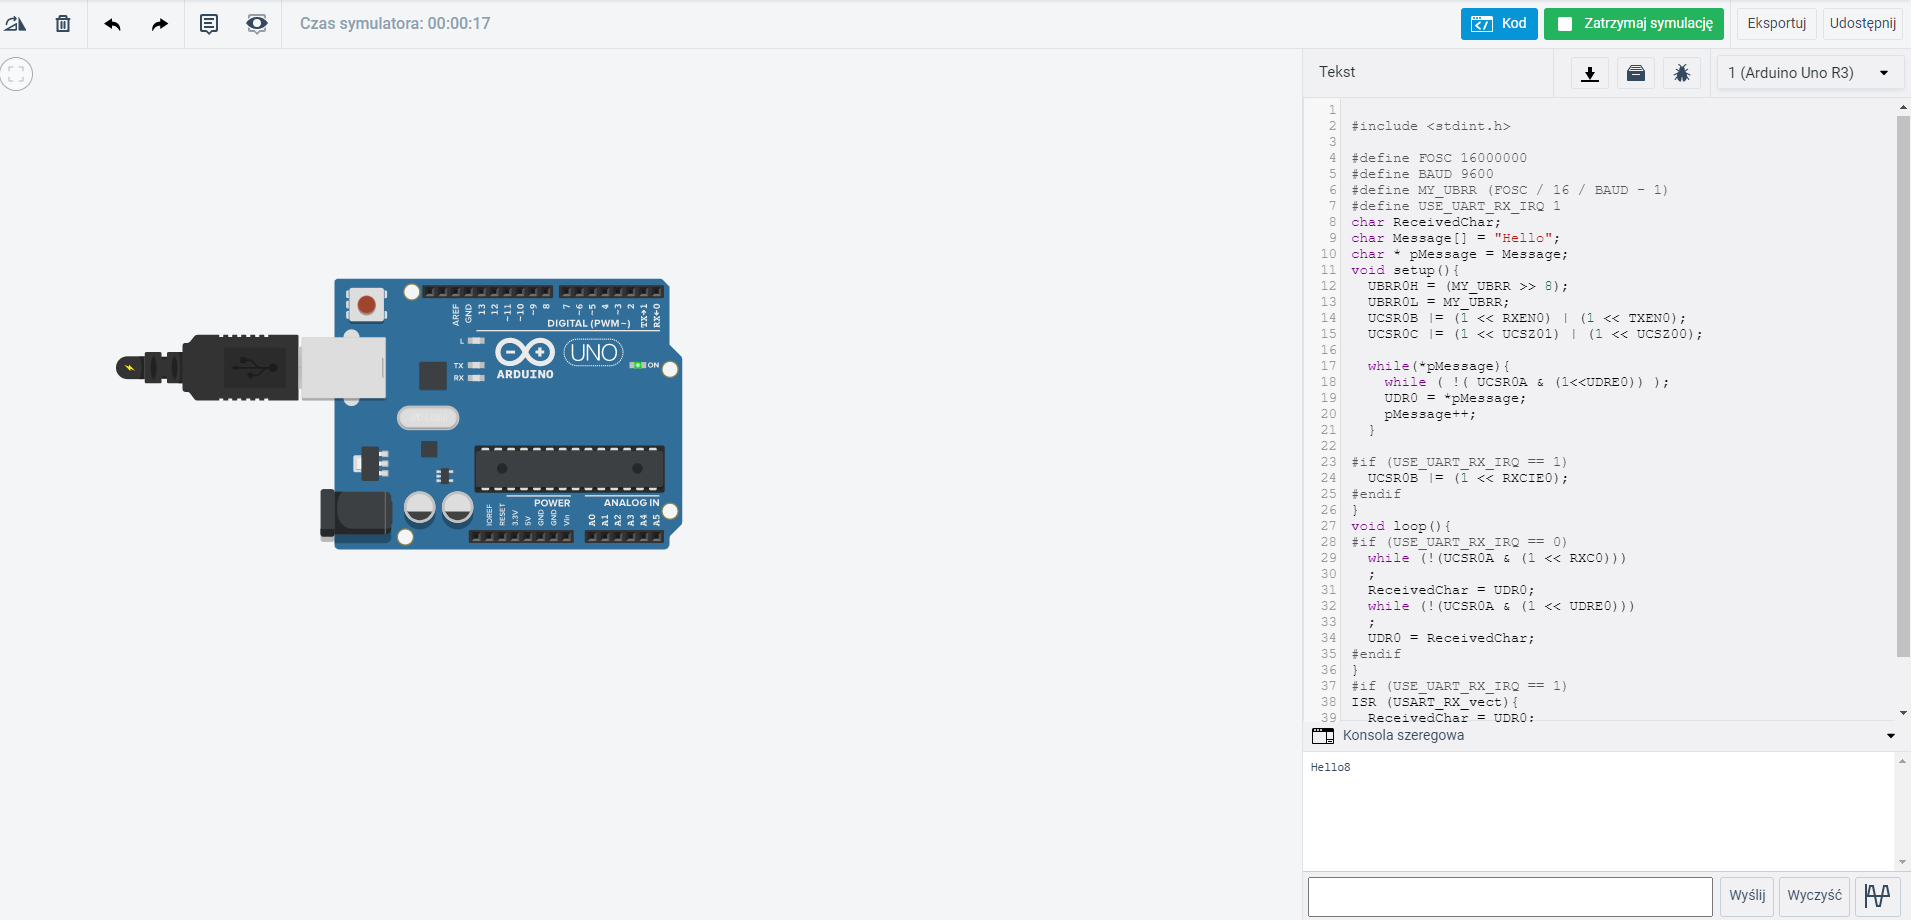 Czas symulatora: 00:00:17
Kod
Zatrzymaj symulację
Eksportuj
Udostępnij
Tekst
1 (Arduino Uno R3)
1
2 #include <stdint.h>
3
4 #define FOSC 16000000
5 #define BAUD 9600
6 #define MY_UBRR (FOSC / 16 / BAUD - 1)
7 #define USE_UART_RX_IRQ 1
8 char ReceivedChar;
9 char Message[] = "Hello";
10 char * pMessage = Message;
11 void setup(){
12 UBRR0H = (MY_UBRR >> 8);
13 UBRR0L = MY_UBRR;
14 UCSR0B |= (1 << RXEN0) | (1 << TXEN0);
15 UCSR0C |= (1 << UCSZ01) | (1 << UCSZ00);
16
17 while(*pMessage){
18 while ( !( UCSR0A & (1<<UDRE0)) );
19 UDR0 = *pMessage;
20 pMessage++;
21 }
22
23 #if (USE_UART_RX_IRQ == 1)
24 UCSR0B |= (1 << RXCIE0);
25 #endif
26 }
27 void loop(){
28 #if (USE_UART_RX_IRQ == 0)
29 while (!(UCSR0A & (1 << RXC0)))
30 ;
31 ReceivedChar = UDR0;
32 while (!(UCSR0A & (1 << UDRE0)))
33 ;
34 UDR0 = ReceivedChar;
35 #endif
36 }
37 #if (USE_UART_RX_IRQ == 1)
38 ISR (USART_RX_vect){
39 ReceivedChar = UDR0;
Konsola szeregowa
Hello8
Wyślij
Wyczyść
AREF
GND
13
12
~11
~10
~9
8
7
~6
~5
4
~3
2
TX→1
RX←0
DIGITAL (PWM~)
L
TX
RX
ARDUINO
UNO
ON
POWER
ANALOG IN
IOREF
RESET
3.3V
5V
GND
GND
Vin
A0
A1
A2
A3
A4
A5